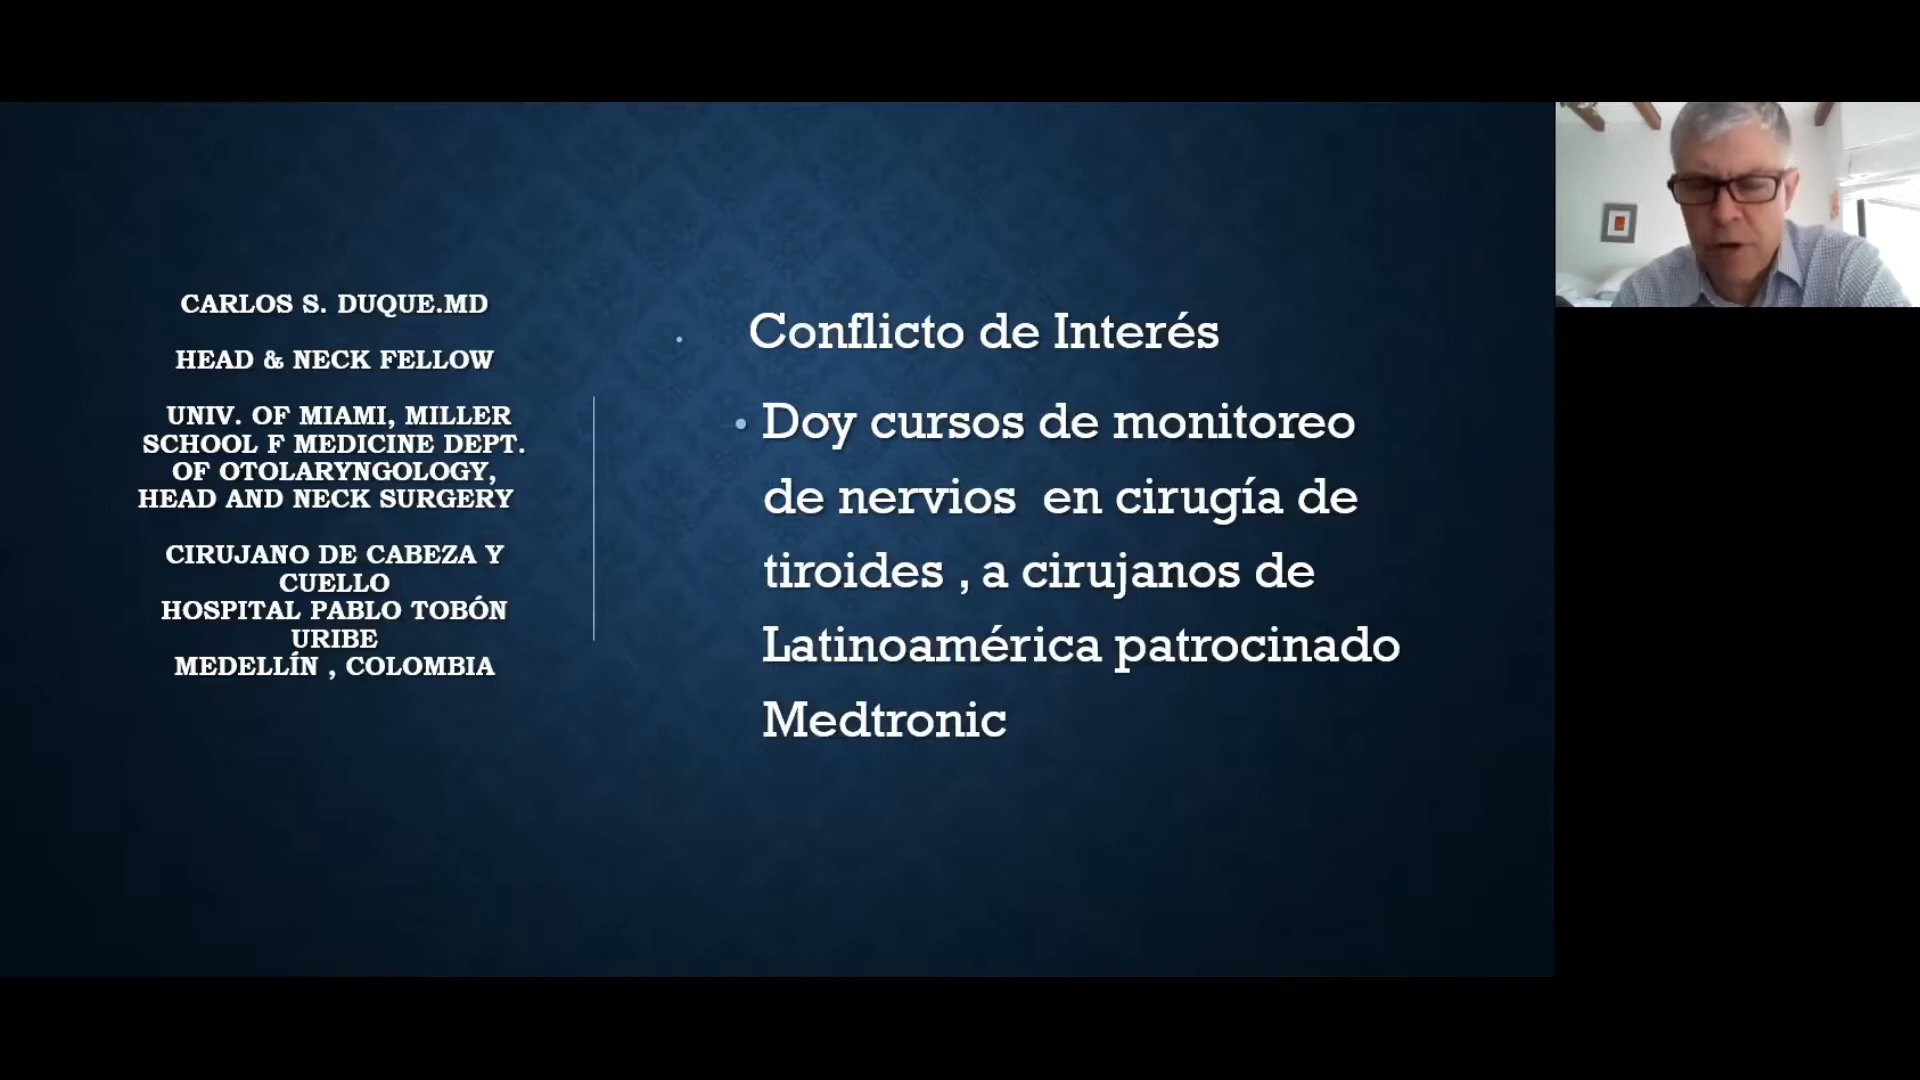 CARLOS S. DUQUE.MD
HEAD & NECK FELLOW
UNIV. OF MIAMI, MILLER
SCHOOL F MEDICINE DEPT.
OF OTOLARYNGOLOGY,
HEAD AND NECK SURGERY
CIRUJANO DE CABEZA Y
CUELLO
HOSPITAL PABLO TOBÓN
URIBE
MEDELLÍN , COLOMBIA
• Conflicto de Interés
• Doy cursos de monitoreo
de nervios en cirugía de
tiroides , a cirujanos de
Latinoamérica patrocinado
Medtronic